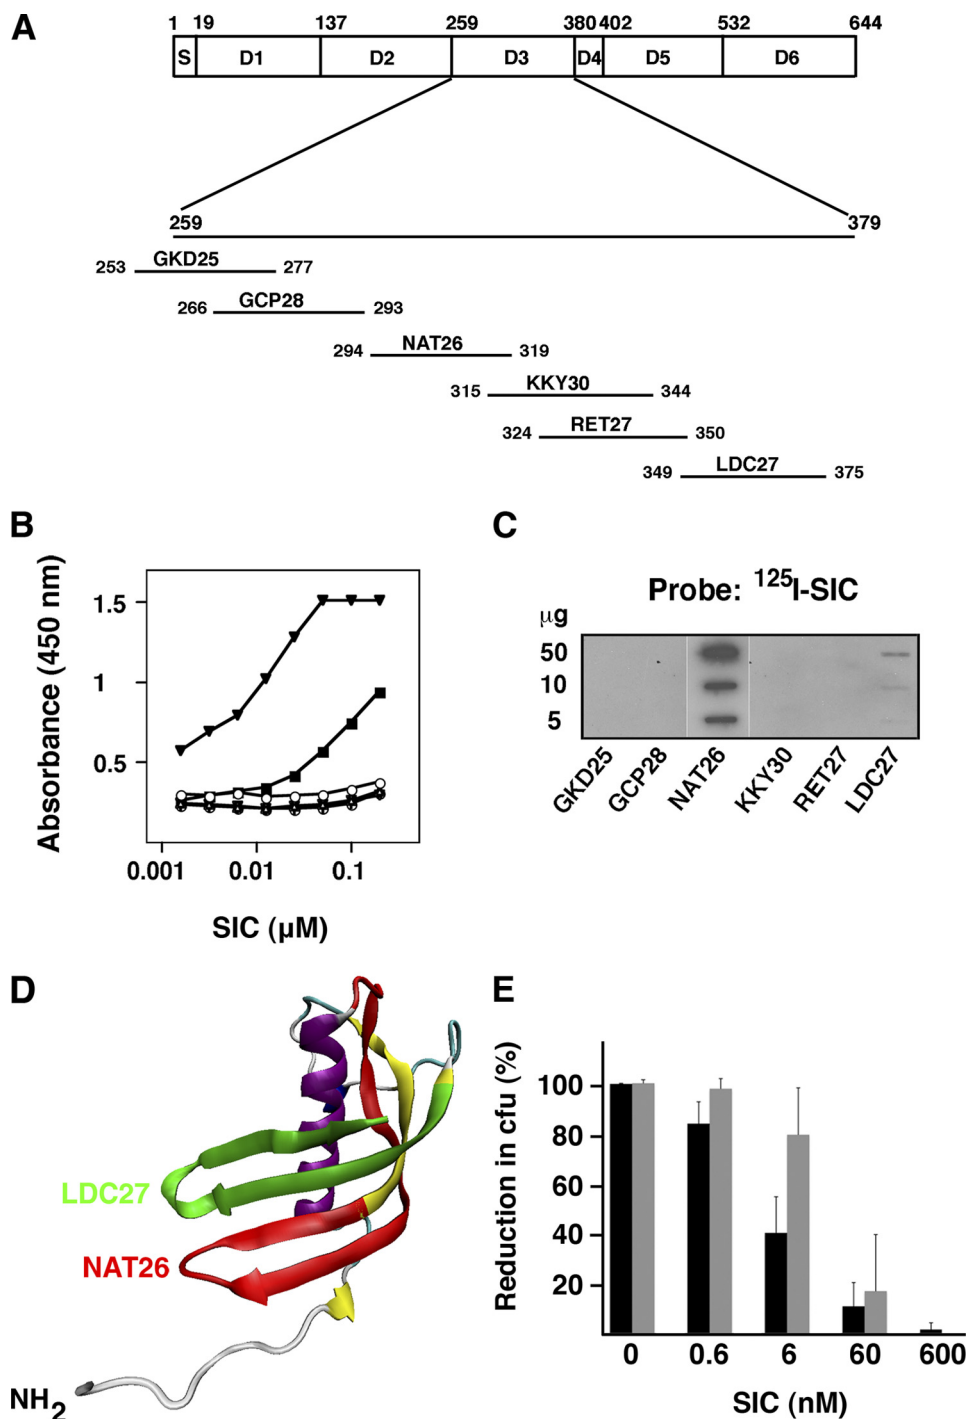 A
1 19 137 259 380 402 532 644
S D1 D2 D3 D4 D5 D6
259 379
253 GKD25 277
266 GCP28 293
294 NAT26 319
315 KKY30 344
324 RET27 350
349 LDC27 375
B
Absorbance (450 nm)
1.5
1
0.5
0.001 0.01 0.1
SIC (µM)
C
Probe: ¹²⁵I-SIC
µg
50
10
5
GKD25 GCP28 NAT26 KKY30 RET27 LDC27
D
LDC27
NAT26
NH₂
E
Reduction in cfu (%)
100
80
60
40
20
0 0.6 6 60 600
SIC (nM)